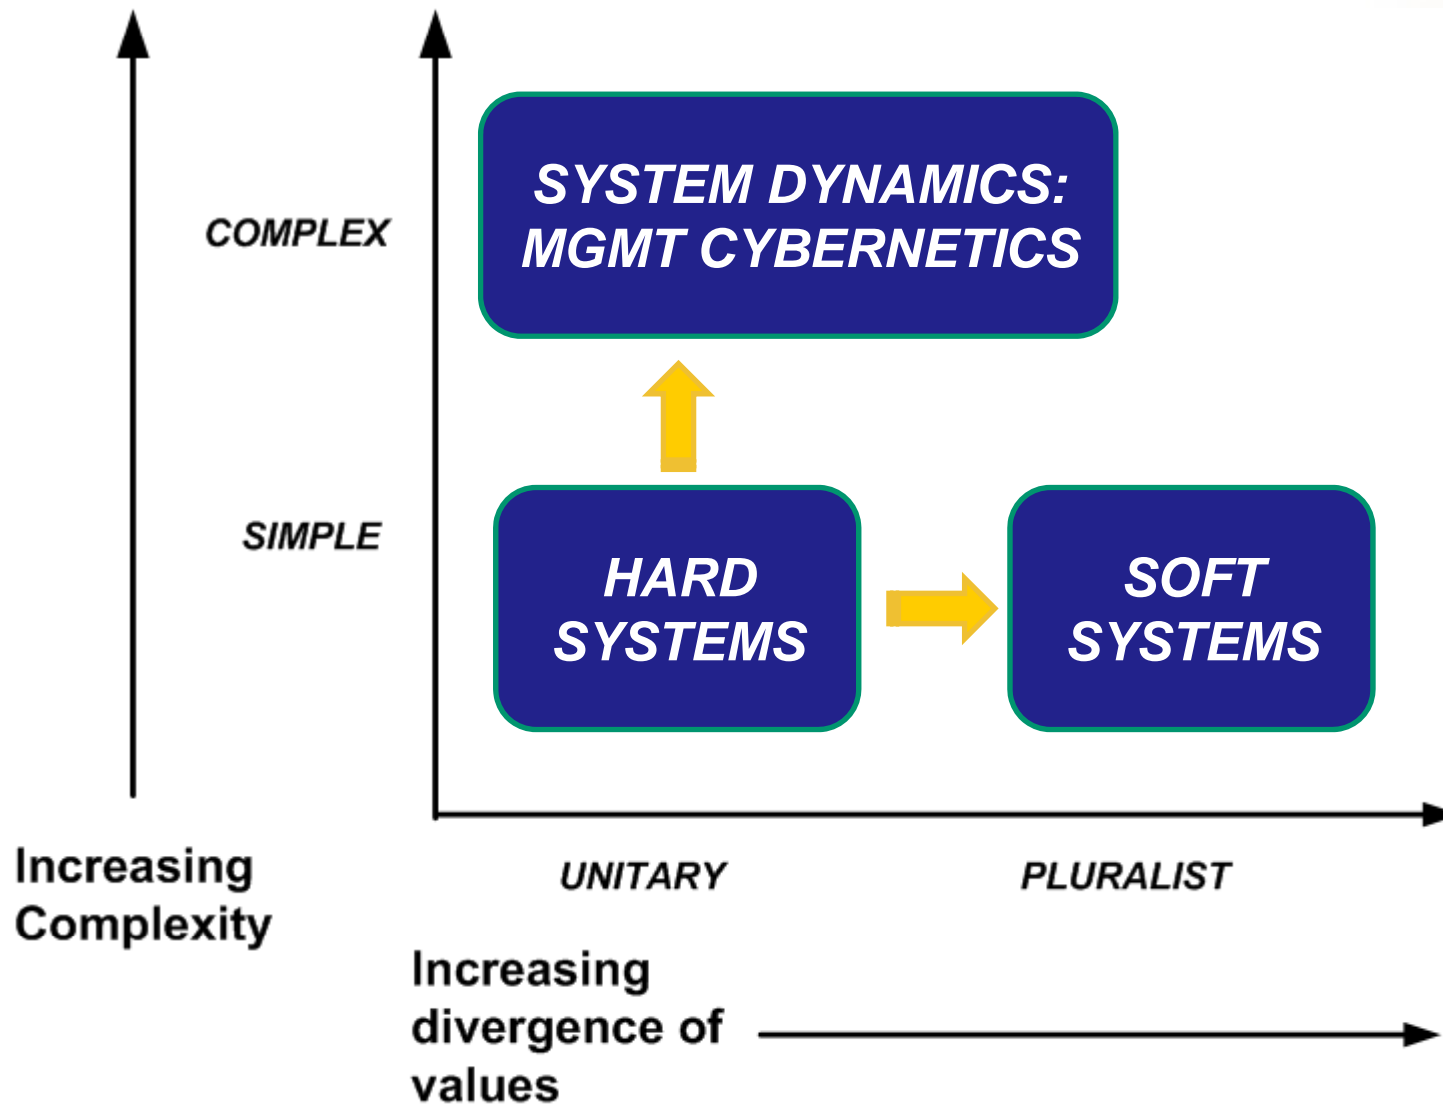 SYSTEM DYNAMICS:
MGMT CYBERNETICS
COMPLEX
SIMPLE
HARD
SYSTEMS
SOFT
SYSTEMS
Increasing
Complexity
UNITARY
PLURALIST
Increasing
divergence of
values